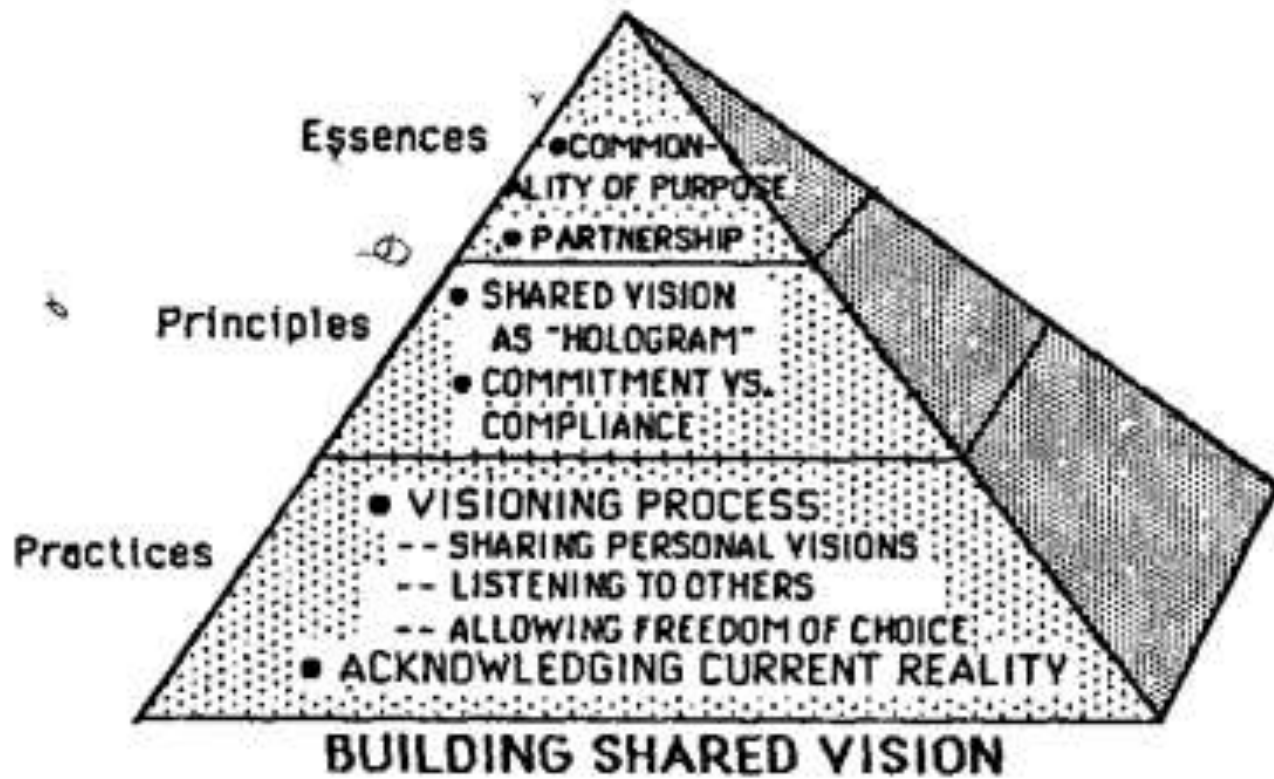 Essences
●COMMON-
ALITY OF PURPOSE
● PARTNERSHIP
Principles
● SHARED VISION
AS "HOLOGRAM"
● COMMITMENT VS.
COMPLIANCE
Practices
● VISIONING PROCESS
-- SHARING PERSONAL VISIONS
-- LISTENING TO OTHERS
-- ALLOWING FREEDOM OF CHOICE
● ACKNOWLEDGING CURRENT REALITY
BUILDING SHARED VISION